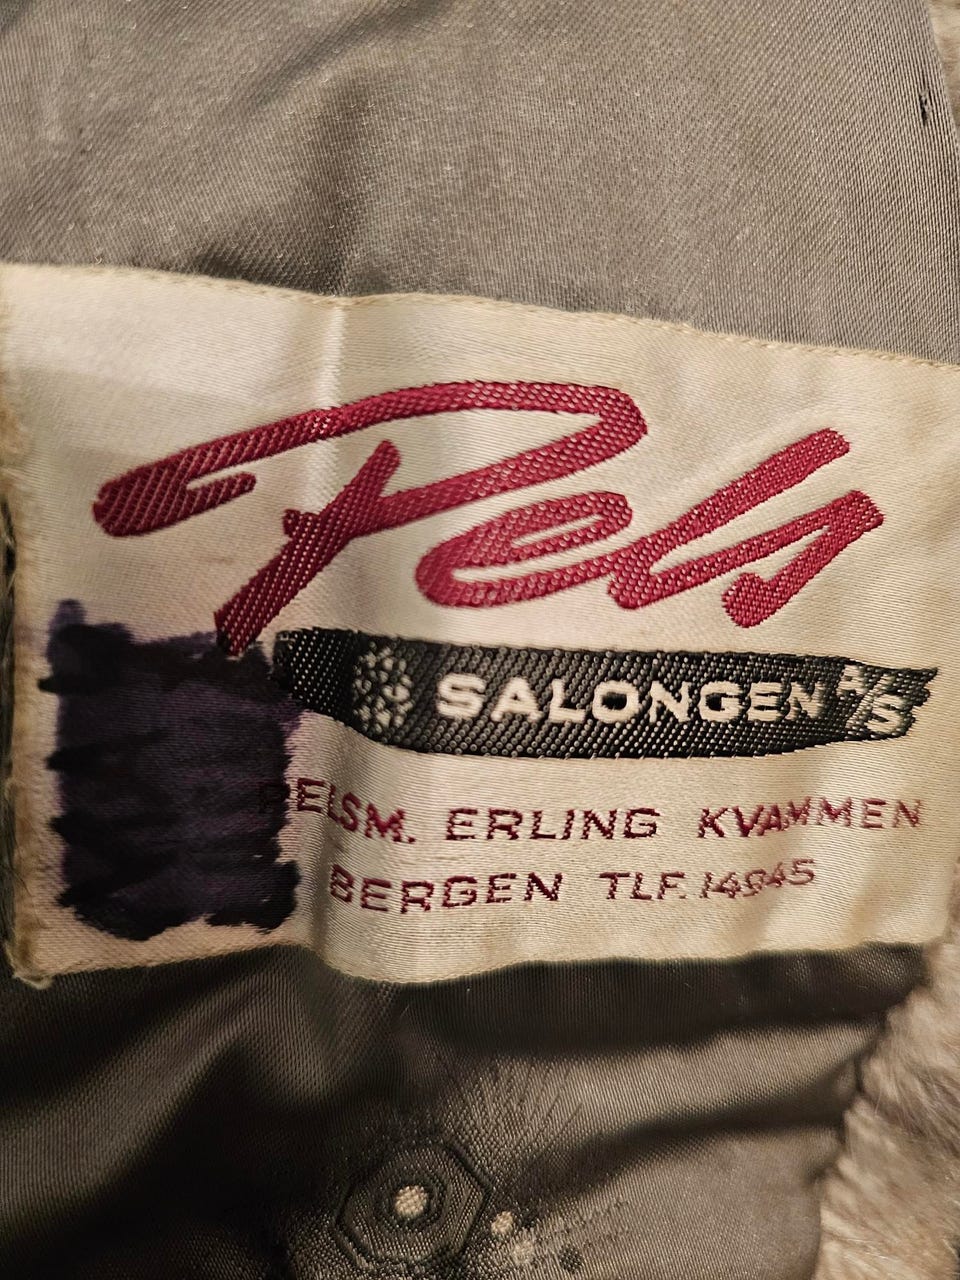 Pels
SALONGEN A/S
PELSM. ERLING KVAMMEN
BERGEN TLF. 14945